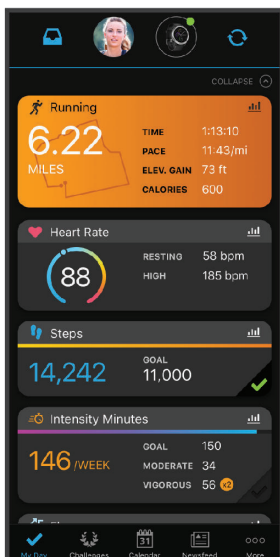 COLLAPSE
Running
6.22
MILES
TIME 1:13:10
PACE 11:43/mi
ELEV. GAIN 73 ft
CALORIES 600
Heart Rate
88
RESTING 58 bpm
HIGH 185 bpm
Steps
14,242
GOAL
11,000
Intensity Minutes
146 /WEEK
GOAL 150
MODERATE 34
VIGOROUS 56 x2
31
My Day Challenges Calendar Newsfeed More